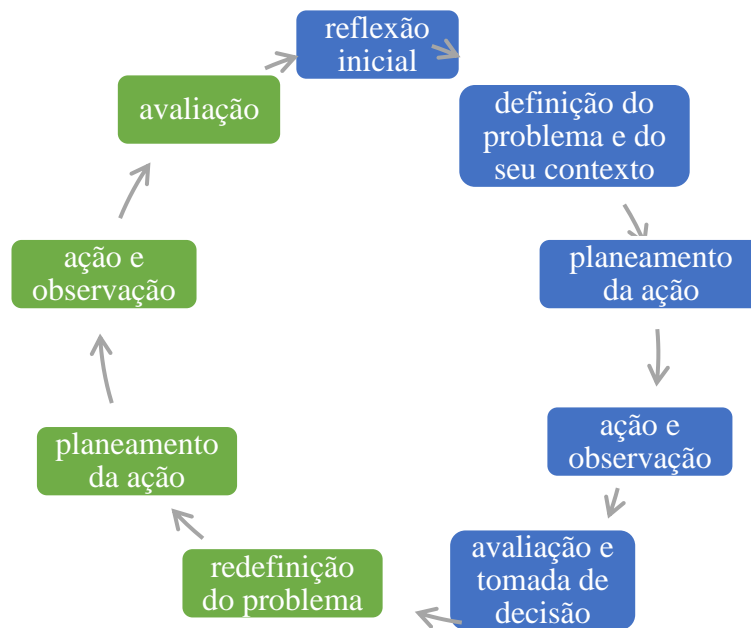 reflexão
inicial
definição do
problema e do
seu contexto
planeamento
da ação
ação e
observação
avaliação e
tomada de
decisão
redefinição
do problema
planeamento
da ação
ação e
observação
avaliação